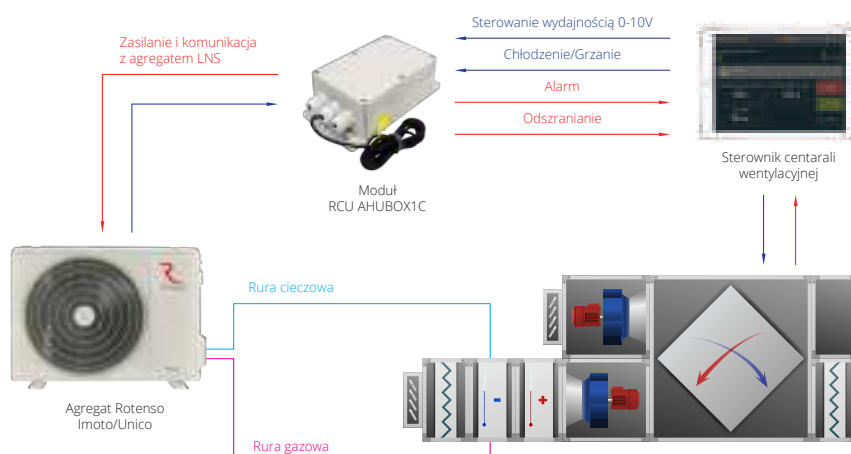 Sterowanie wydajnością 0-10V
Zasilanie i komunikacja
z agregatem LNS
Chłodzenie/Grzanie
Alarm
Odszranianie
Sterownik centarali
wentylacyjnej
Moduł
RCU AHUBOX1C
Rura cieczowa
Agregat Rotenso
Imoto/Unico
Rura gazowa